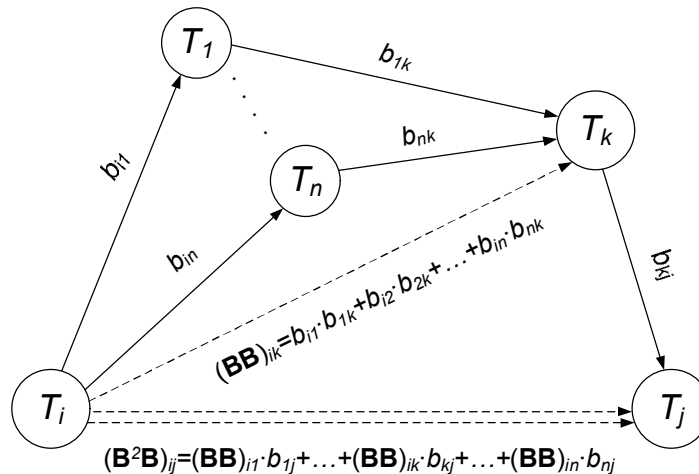 T₁
b₁ₖ
Tₖ
bᵢ₁
bₙₖ
Tₙ
bᵢₙ
bₖⱼ
(BB)ᵢₖ=bᵢ₁·b₁ₖ+bᵢ₂·b₂ₖ+…+bᵢₙ·bₙₖ
Tᵢ
Tⱼ
(B²B)ᵢⱼ=(BB)ᵢ₁·b₁ⱼ+…+(BB)ᵢₖ·bₖⱼ+…+(BB)ᵢₙ·bₙⱼ